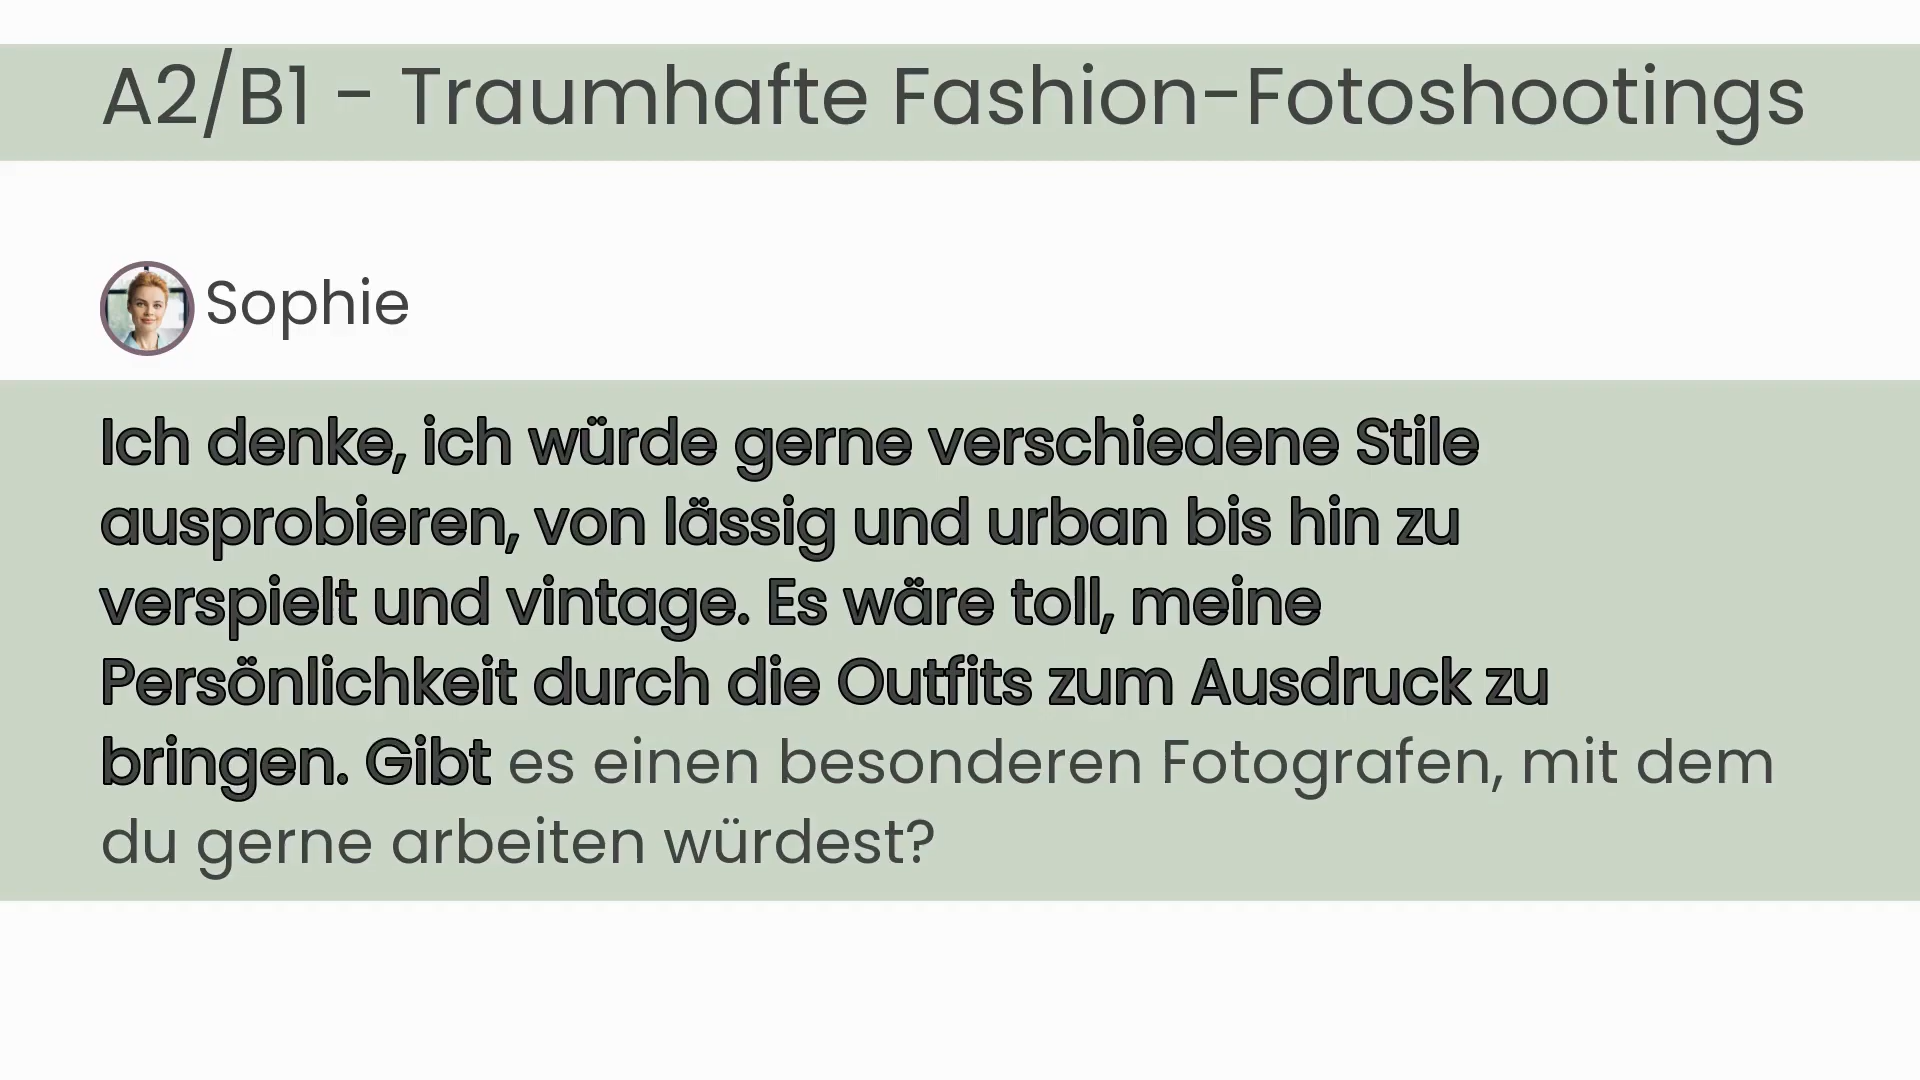 A2/B1 - Traumhafte Fashion-Fotoshootings
Sophie
Ich denke, ich würde gerne verschiedene Stile
ausprobieren, von lässig und urban bis hin zu
verspielt und vintage. Es wäre toll, meine
Persönlichkeit durch die Outfits zum Ausdruck zu
bringen. Gibt es einen besonderen Fotografen, mit dem
du gerne arbeiten würdest?